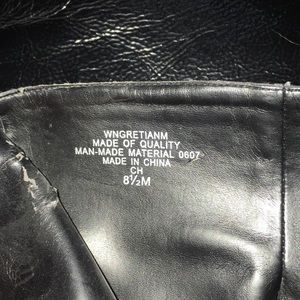 WNGRETIANM
MADE OF QUALITY
MAN-MADE MATERIAL 0607
MADE IN CHINA
CH
8½M